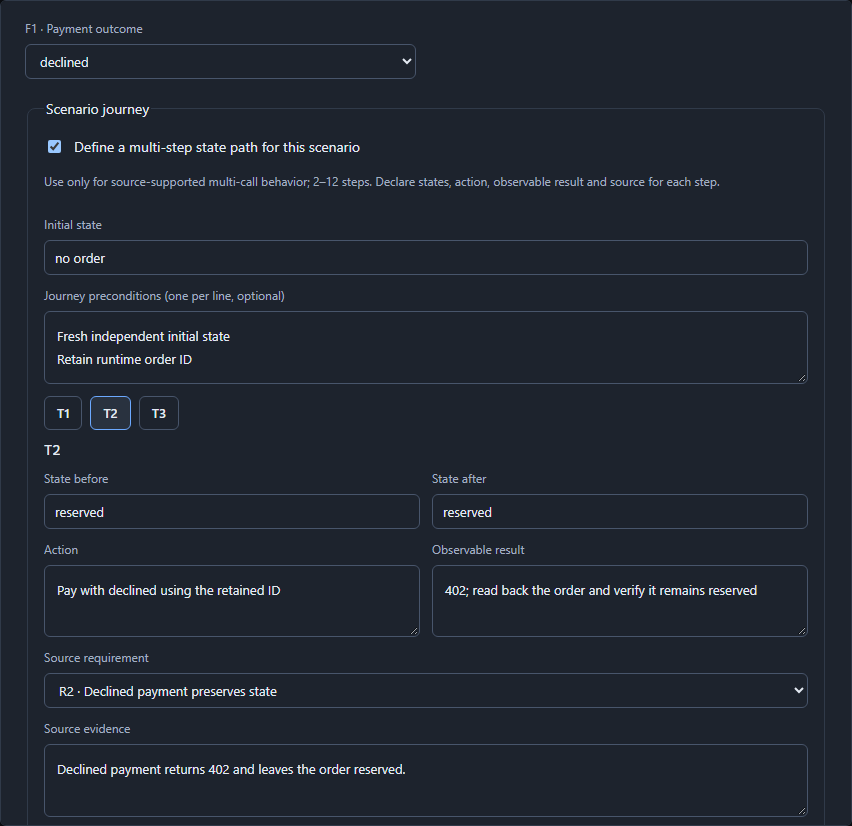 F1 · Payment outcome
declined
Scenario journey
Define a multi-step state path for this scenario
Use only for source-supported multi-call behavior; 2–12 steps. Declare states, action, observable result and source for each step.
Initial state
no order
Journey preconditions (one per line, optional)
Fresh independent initial state
Retain runtime order ID
T1 T2 T3
T2
State before State after
reserved reserved
Action Observable result
Pay with declined using the retained ID 402; read back the order and verify it remains reserved
Source requirement
R2 · Declined payment preserves state
Source evidence
Declined payment returns 402 and leaves the order reserved.